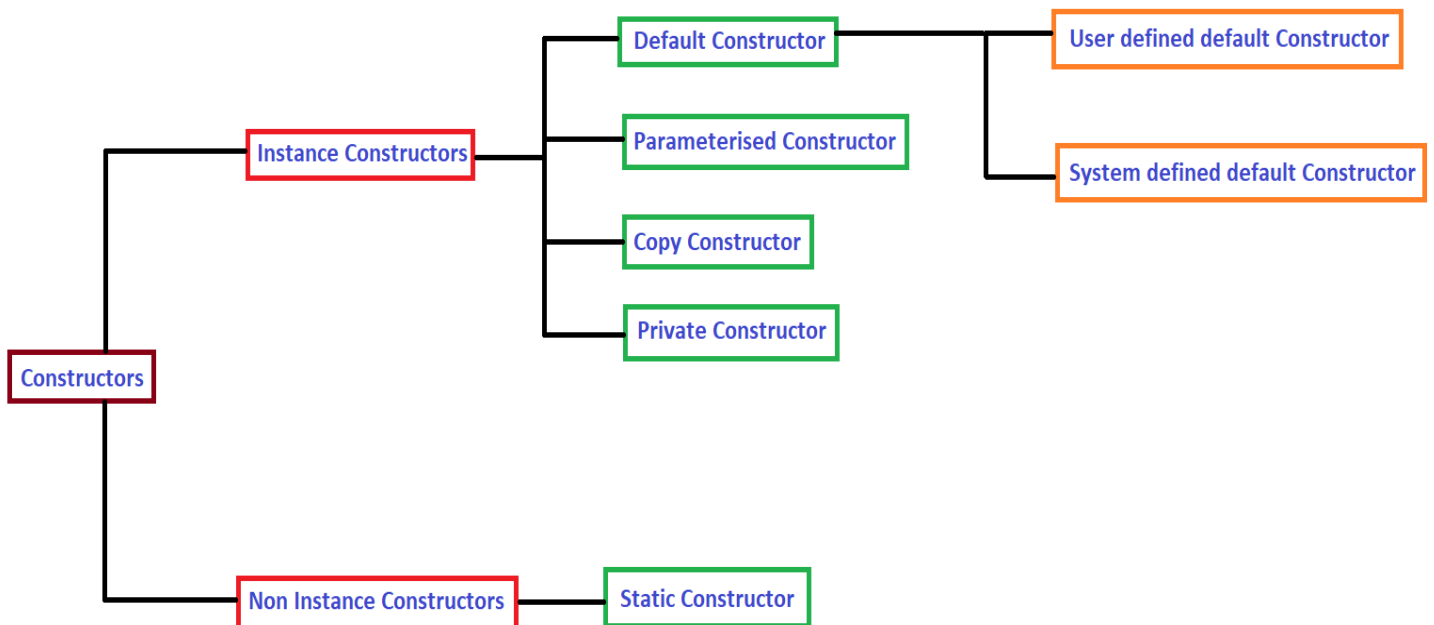 Default Constructor
User defined default Constructor
Instance Constructors
Parameterised Constructor
System defined default Constructor
Copy Constructor
Private Constructor
Constructors
Non Instance Constructors
Static Constructor